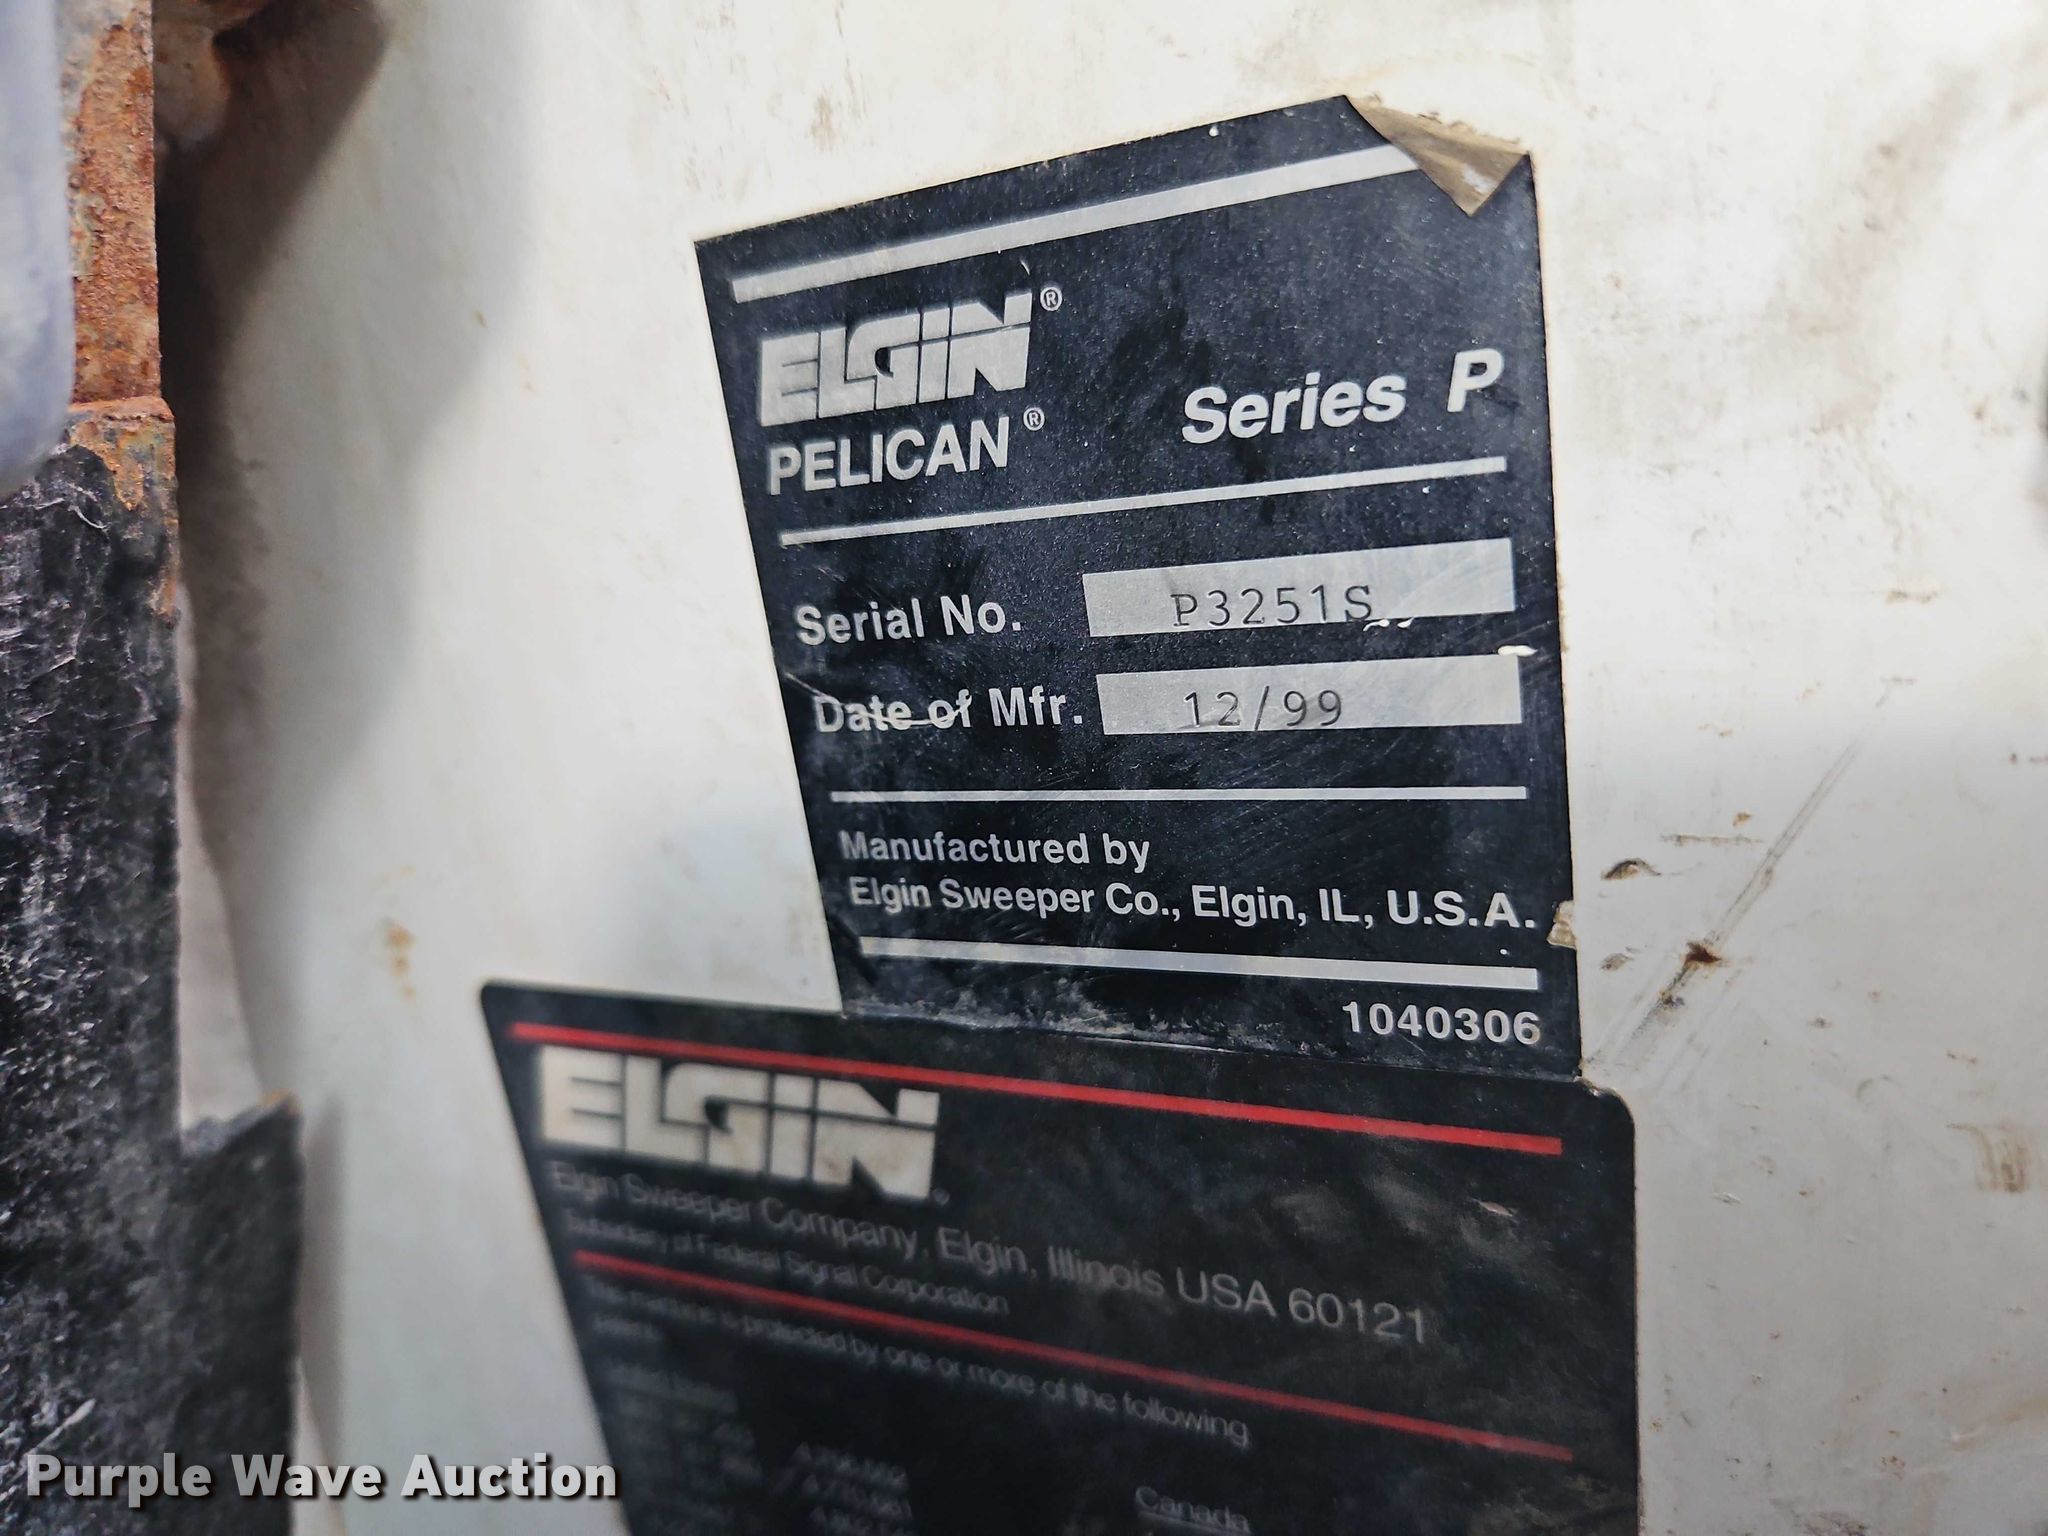 ELGIN®
PELICAN® Series P
Serial No. P3251S
Date of Mfr. 12/99
Manufactured by
Elgin Sweeper Co., Elgin, IL, U.S.A.
1040306
ELGIN
Elgin Sweeper Company, Elgin, Illinois USA 60121
Subsidiary of Federal Signal Corporation
This machine is protected by one or more of the following
Canada
Purple Wave Auction